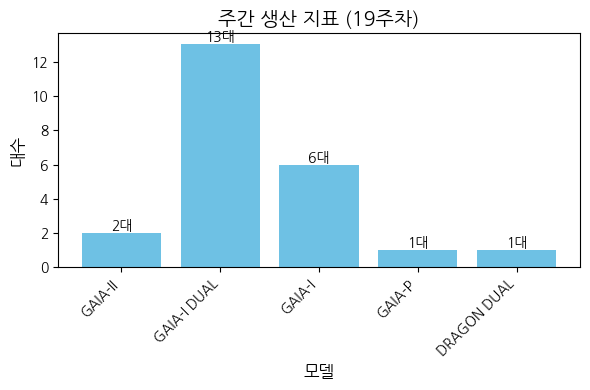 주간 생산 지표 (19주차)
대수
12
10
8
6
4
2
0
2대
13대
6대
1대
1대
GAIA-II
GAIA-I DUAL
GAIA-I
GAIA-P
DRAGON DUAL
모델